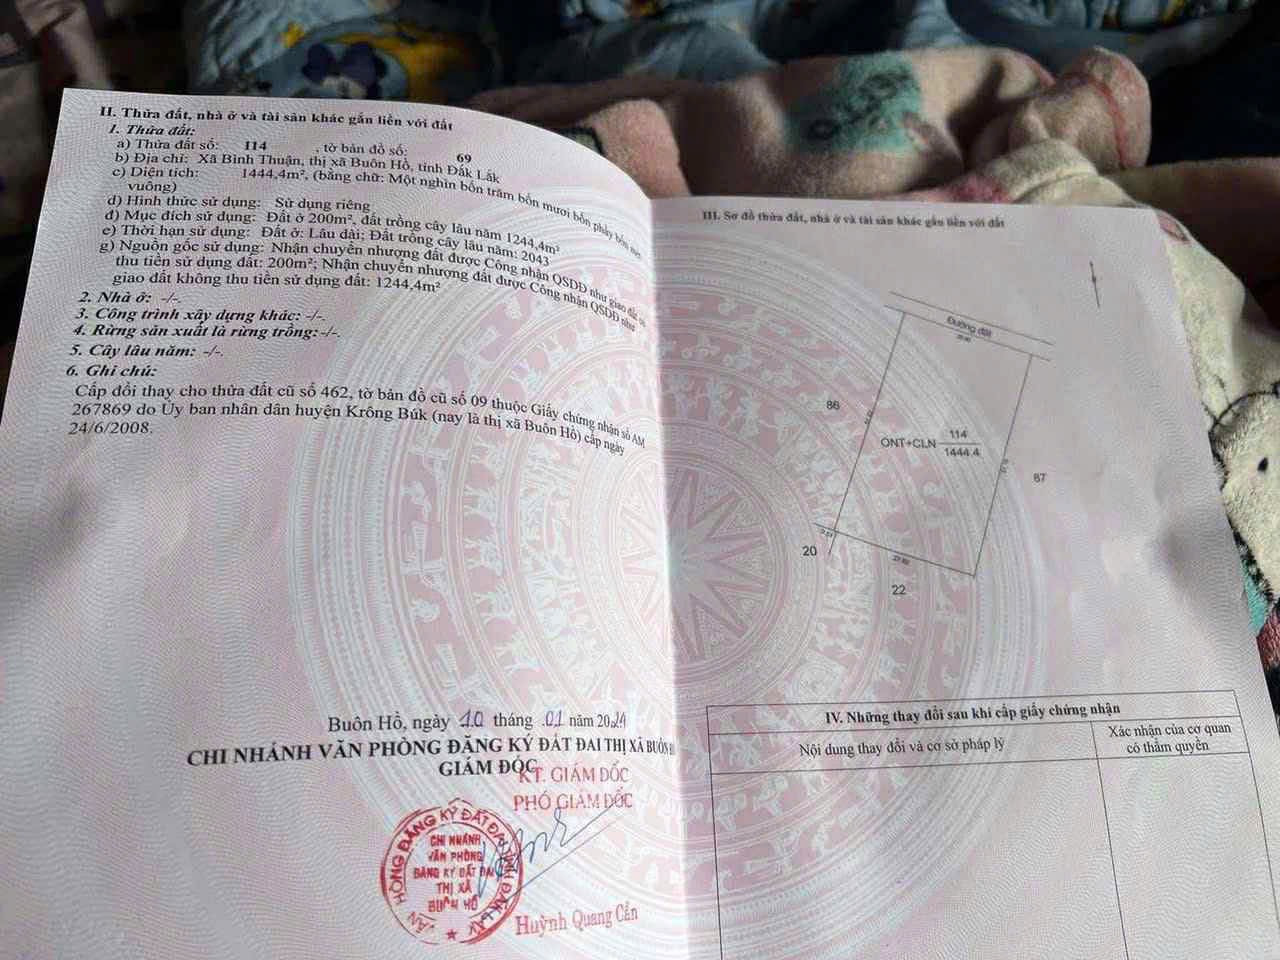 II. Thửa đất, nhà ở và tài sản khác gắn liền với đất
1. Thửa đất:
a) Thửa đất số: 114 , tờ bản đồ số: 69
b) Địa chỉ: Xã Bình Thuận, thị xã Buôn Hồ, tỉnh Đắk Lắk
c) Diện tích: 1444,4m², (bằng chữ: Một nghìn bốn trăm bốn mươi bốn phẩy bốn mét
vuông)
d) Hình thức sử dụng: Sử dụng riêng
đ) Mục đích sử dụng: Đất ở 200m², đất trồng cây lâu năm 1244,4m²
e) Thời hạn sử dụng: Đất ở: Lâu dài; Đất trồng cây lâu năm: 2043
g) Nguồn gốc sử dụng: Nhận chuyển nhượng đất được Công nhận QSDĐ như giao đất có
thu tiền sử dụng đất: 200m²; Nhận chuyển nhượng đất được Công nhận QSDĐ như
giao đất không thu tiền sử dụng đất: 1244,4m²
2. Nhà ở: -/-.
3. Công trình xây dựng khác: -/-.
4. Rừng sản xuất là rừng trồng: -/-.
5. Cây lâu năm: -/-.
6. Ghi chú:
Cấp đổi thay cho thửa đất cũ số 462, tờ bản đồ cũ số 09 thuộc Giấy chứng nhận số AM
267869 do Ủy ban nhân dân huyện Krông Búk (nay là thị xã Buôn Hồ) cấp ngày
24/6/2008.
Buôn Hồ, ngày 10 tháng 01 năm 2024
CHI NHÁNH VĂN PHÒNG ĐĂNG KÝ ĐẤT ĐAI THỊ XÃ BUÔN
GIÁM ĐỐC
KT. GIÁM ĐỐC
PHÓ GIÁM ĐỐC
CHI NHÁNH
VĂN PHÒNG
ĐĂNG KÝ ĐẤT ĐAI
THỊ XÃ
BUÔN HỒ
Huỳnh Quang Cẩn
III. Sơ đồ thửa đất, nhà ở và tài sản khác gắn liền với đất
Đường đất
86
ONT+CLN 114
1444.4
87
20
22
IV. Những thay đổi sau khi cấp giấy chứng nhận
Nội dung thay đổi và cơ sở pháp lý
Xác nhận của cơ quan
có thẩm quyền